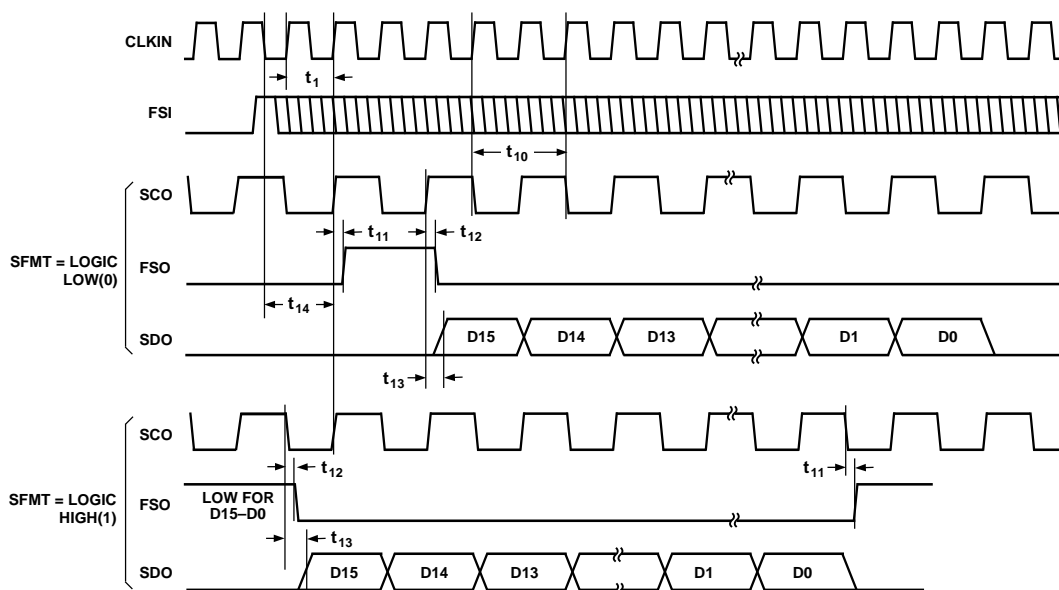 CLKIN
t1
FSI
t10
SCO
t11
t12
SFMT = LOGIC
LOW(0)
FSO
t14
SDO
D15
D14
D13
D1
D0
t13
SCO
t12
t11
SFMT = LOGIC
HIGH(1)
FSO
LOW FOR
D15–D0
t13
SDO
D15
D14
D13
D1
D0